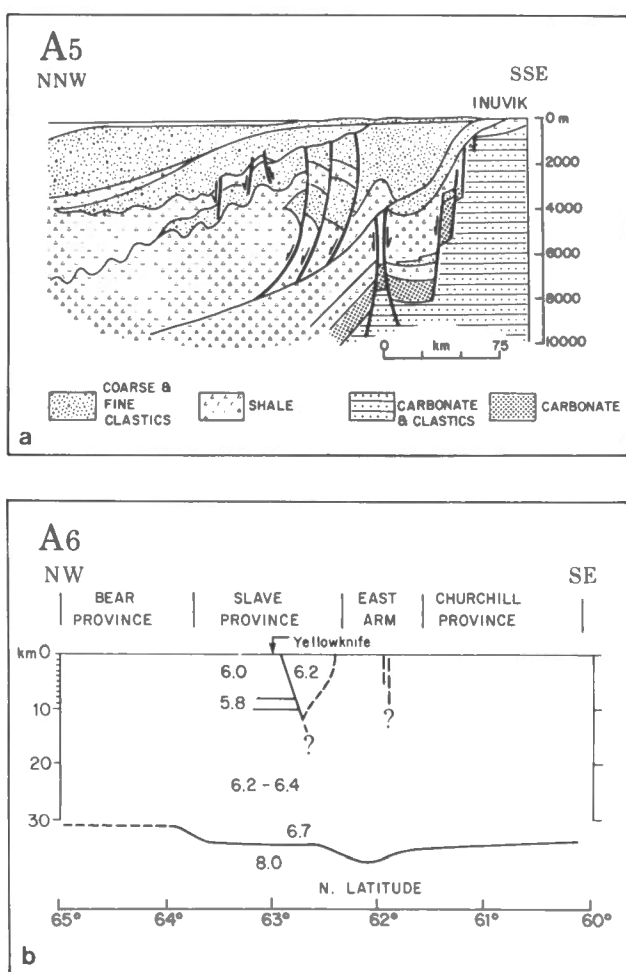 A5
NNW
SSE
INUVIK
0 m
2000
4000
6000
8000
10000
0 km 75
COARSE & FINE CLASTICS
SHALE
CARBONATE & CLASTICS
CARBONATE
a
A6
NW
SE
BEAR PROVINCE
SLAVE PROVINCE
EAST ARM
CHURCHILL PROVINCE
Yellowknife
km 0
10
20
30
6.0
6.2
5.8
?
?
6.2 - 6.4
6.7
8.0
N. LATITUDE
65° 64° 63° 62° 61° 60°
b